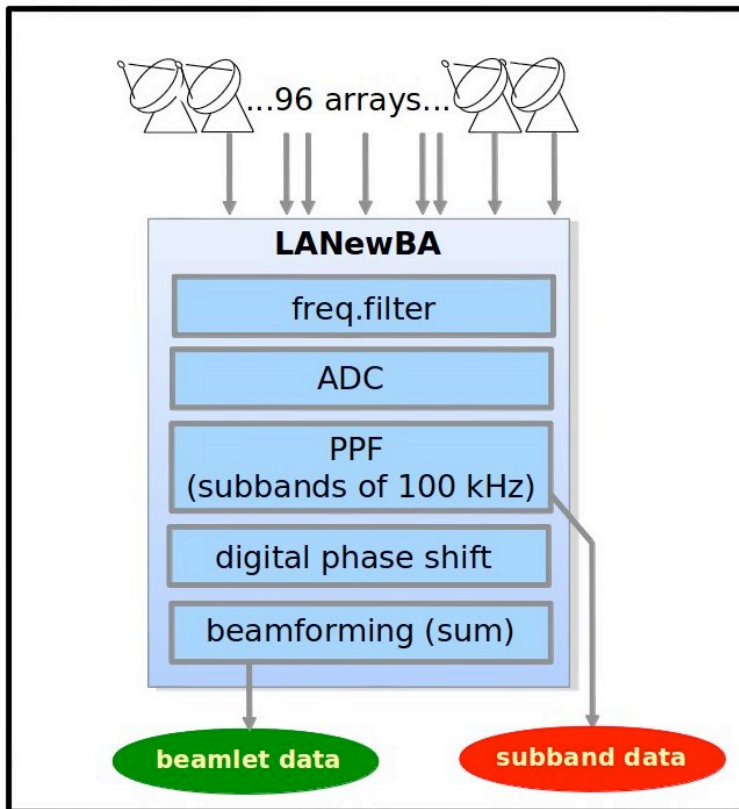 ...96 arrays...
LANewBA
freq.filter
ADC
PPF
(subbands of 100 kHz)
digital phase shift
beamforming (sum)
beamlet data
subband data